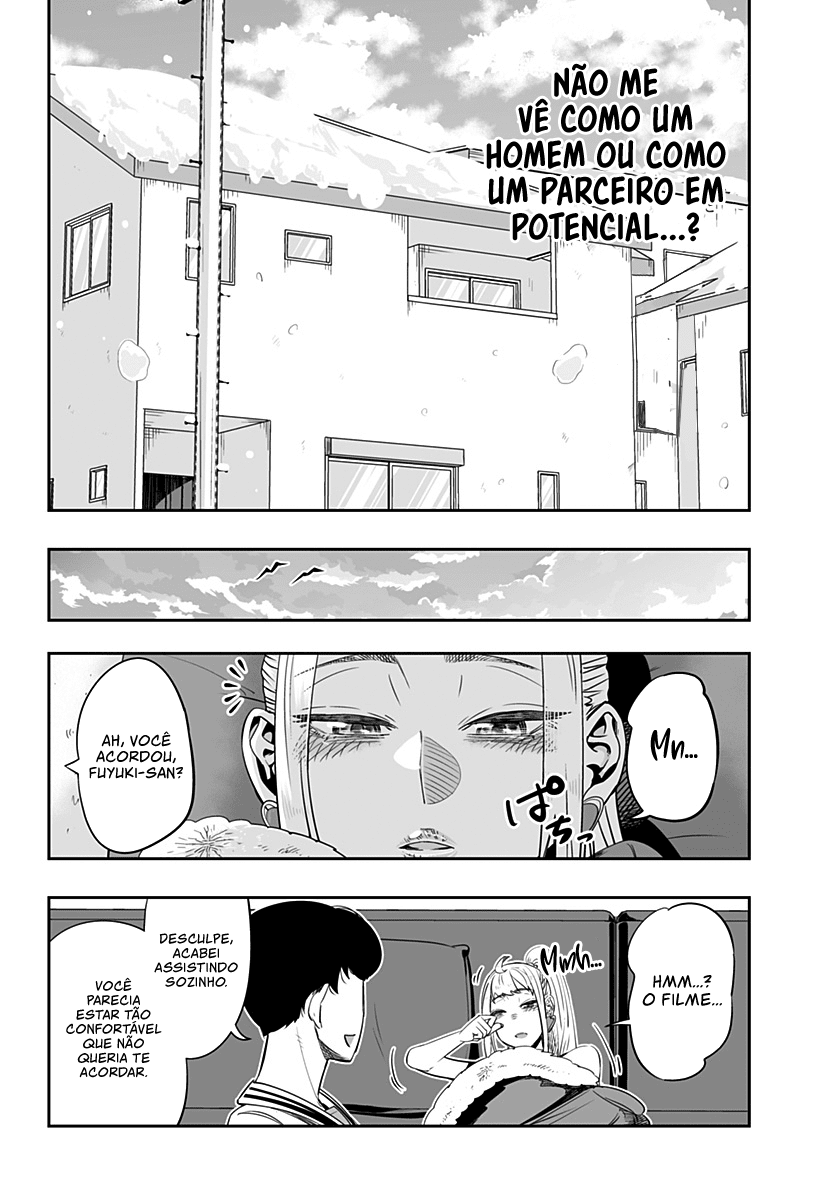 NÃO ME
VÊ COMO UM
HOMEM OU COMO
UM PARCEIRO EM
POTENCIAL...?
Mn...
ぱちっ
AH, VOCÊ
ACORDOU,
FUYUKI-SAN?
HMM...?
O FILME...
Mmh...
DESCULPE,
ACABEI
ASSISTINDO
SOZINHO.
VOCÊ
PARECIA
ESTAR TÃO
CONFORTÁVEL
QUE NÃO
QUERIA TE
ACORDAR.